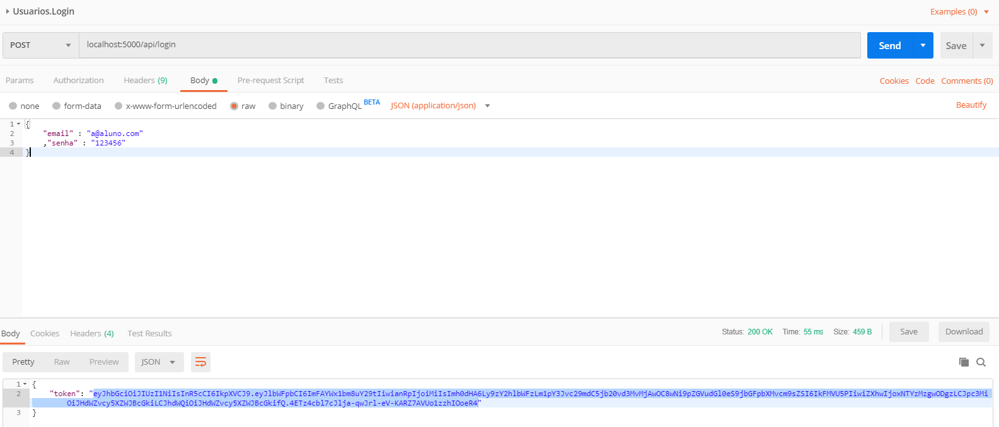 Usuarios.Login
Examples (0)
POST
localhost:5000/api/login
Send
Save
Params Authorization Headers (9) Body Pre-request Script Tests
Cookies Code Comments (0)
none form-data x-www-form-urlencoded raw binary GraphQL BETA JSON (application/json)
Beautify
1 {
2 "email" : "a@aluno.com"
3 ,"senha" : "123456"
4 }
Body Cookies Headers (4) Test Results
Status: 200 OK Time: 55 ms Size: 459 B
Save
Download
Pretty Raw Preview JSON
1 {
2 "token": "eyJhbGciOiJIUzI1NiIsInR5cCI6IkpXVCJ9.eyJlbWFpbCI6ImFAYWx1bm8uY29tIiwianRpIjoiMiIsImh0dHA6Ly9zY2hlbWFzLm1pY3Jvc29mdC5jb20vd3MvMjAwOC8wNi9pZGVudGl0eS9jbGFpbXMvcm9sZSI6IkFMVU5PIiwiZXhwIjoxNTYzMzgwODgzLCJpc3Mi
OiJHdWZvcy5XZWJBcGkiLCJhdWQiOiJHdWZvcy5XZWJBcGkifQ.4ETz4cbl7cJlja-qwJrl-eV-KARZ7AVUo1zzhIOoeR4"
3 }